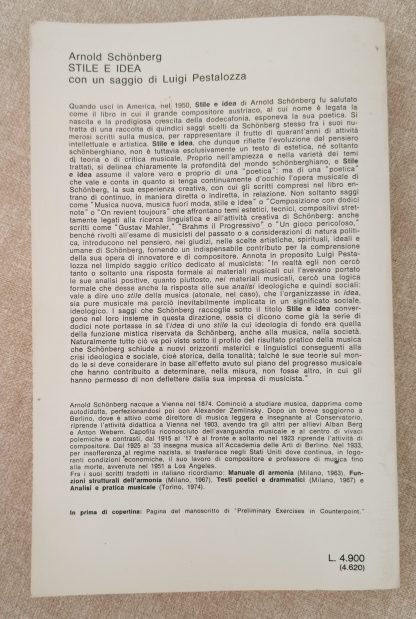 Arnold Schönberg
STILE E IDEA
con un saggio di Luigi Pestalozza
Quando uscì in America, nel 1950, Stile e idea di Arnold Schönberg fu salutato
come il libro in cui il grande compositore austriaco, al cui nome è legata la
nascita e la prodigiosa crescita della dodecafonia, esponeva la sua poetica. Si
tratta di una raccolta di quindici saggi scelti da Schönberg stesso fra i suoi nu-
merosi scritti sulla musica, per rappresentare il frutto di quarant'anni di attività
intellettuale e artistica. Stile e idea, che dunque riflette l'evoluzione del pensiero
schönberghiano, non è tuttavia esclusivamente un testo di estetica, né soltanto
di teoria o di critica musicale. Proprio nell'ampiezza e nella varietà dei temi
trattati, si delinea chiaramente la profondità del mondo schönberghiano, e Stile
e idea assume il valore vero e proprio di una "poetica": ma di una "poetica"
che vale e conta in quanto si tenga continuamente d'occhio l'opera musicale di
Schönberg, la sua esperienza creativa, con cui gli scritti compresi nel libro en-
trano di continuo, in maniera diretta o indiretta, in relazione. Non soltanto saggi
come "Musica nuova, musica fuori moda, stile e idea" o "Composizione con dodici
note" o "On revient toujours" che affrontano temi estetici, tecnici, compositivi stret-
tamente legati alla ricerca linguistica e all'attività creativa di Schönberg: anche
scritti come "Gustav Mahler," "Brahms il Progressivo" o "Un gioco pericoloso,"
benché rivolti all'esame di musicisti del passato o a considerazioni di natura politi-
ca, introducono nel pensiero, nei giudizi, nelle scelte artistiche, spirituali, ideali e
umane di Schönberg, fornendo un indispensabile contributo per la comprensione
della sua opera di innovatore e di compositore. Annota in proposito Luigi Pesta-
lozza nel limpido saggio critico dedicato al musicista: "In realtà egli non cercò
tanto o soltanto una risposta formale ai materiali musicali cui l'avevano portato
le sue analisi positive, quanto piuttosto, nei materiali musicali, cercò una logica
formale che desse anche la risposta alle sue analisi ideologiche e quindi sociali:
vale a dire uno stile della musica (atonale, nel caso), che l'organizzasse in idea,
sia pure musicale ma perciò inevitabilmente implicata in un significato sociale,
ideologico. I saggi che Schönberg raccoglie sotto il titolo Stile e idea conver-
gono nel loro insieme in questa direzione, ossia ci dicono come già la serie di
dodici note portasse in sé l'idea di uno stile la cui ideologia di fondo era quella
della funzione mistica riservata da Schönberg, anche alla musica, nella società.
Naturalmente tutto ciò va poi visto sotto il profilo del risultato pratico della musica
che Schönberg schiude a nuovi orizzonti materici e linguistici conseguenti alla
crisi ideologica e sociale, cioè storica, della tonalità; talché le sue teorie sul mon-
do le si deve considerare in base all'effetto avuto sul piano del progresso musicale
che hanno contribuito a determinare, nella misura, non fosse altro, in cui gli
hanno permesso di non deflettere dalla sua impresa di musicista."
Arnold Schönberg nacque a Vienna nel 1874. Cominciò a studiare musica, dapprima come
autodidatta, perfezionandosi poi con Alexander Zemlinsky. Dopo un breve soggiorno a
Berlino, dove è attivo come direttore di musica leggera e insegnante al Conservatorio,
riprende l'attività didattica a Vienna nel 1903, avendo tra gli altri per allievi Alban Berg
e Anton Webern. Capofila riconosciuto dell'avanguardia musicale e al centro di vivaci
polemiche e contrasti, dal 1915 al '17 è al fronte e soltanto nel 1923 riprende l'attività di
compositore. Dal 1925 al '33 insegna musica all'Accademia delle Arti di Berlino. Nel 1933,
per insofferenza al regime nazista, si trasferisce negli Stati Uniti dove continua, in logo-
ranti condizioni economiche, il suo lavoro di compositore e professore di musica fino
alla morte, avvenuta nel 1951 a Los Angeles.
Fra i suoi scritti tradotti in italiano ricordiamo: Manuale di armonia (Milano, 1963), Fun-
zioni strutturali dell'armonia (Milano, 1967), Testi poetici e drammatici (Milano, 1967) e
Analisi e pratica musicale (Torino, 1974).
In prima di copertina: Pagina del manoscritto di "Preliminary Exercises in Counterpoint."
L. 4.900
(4.620)